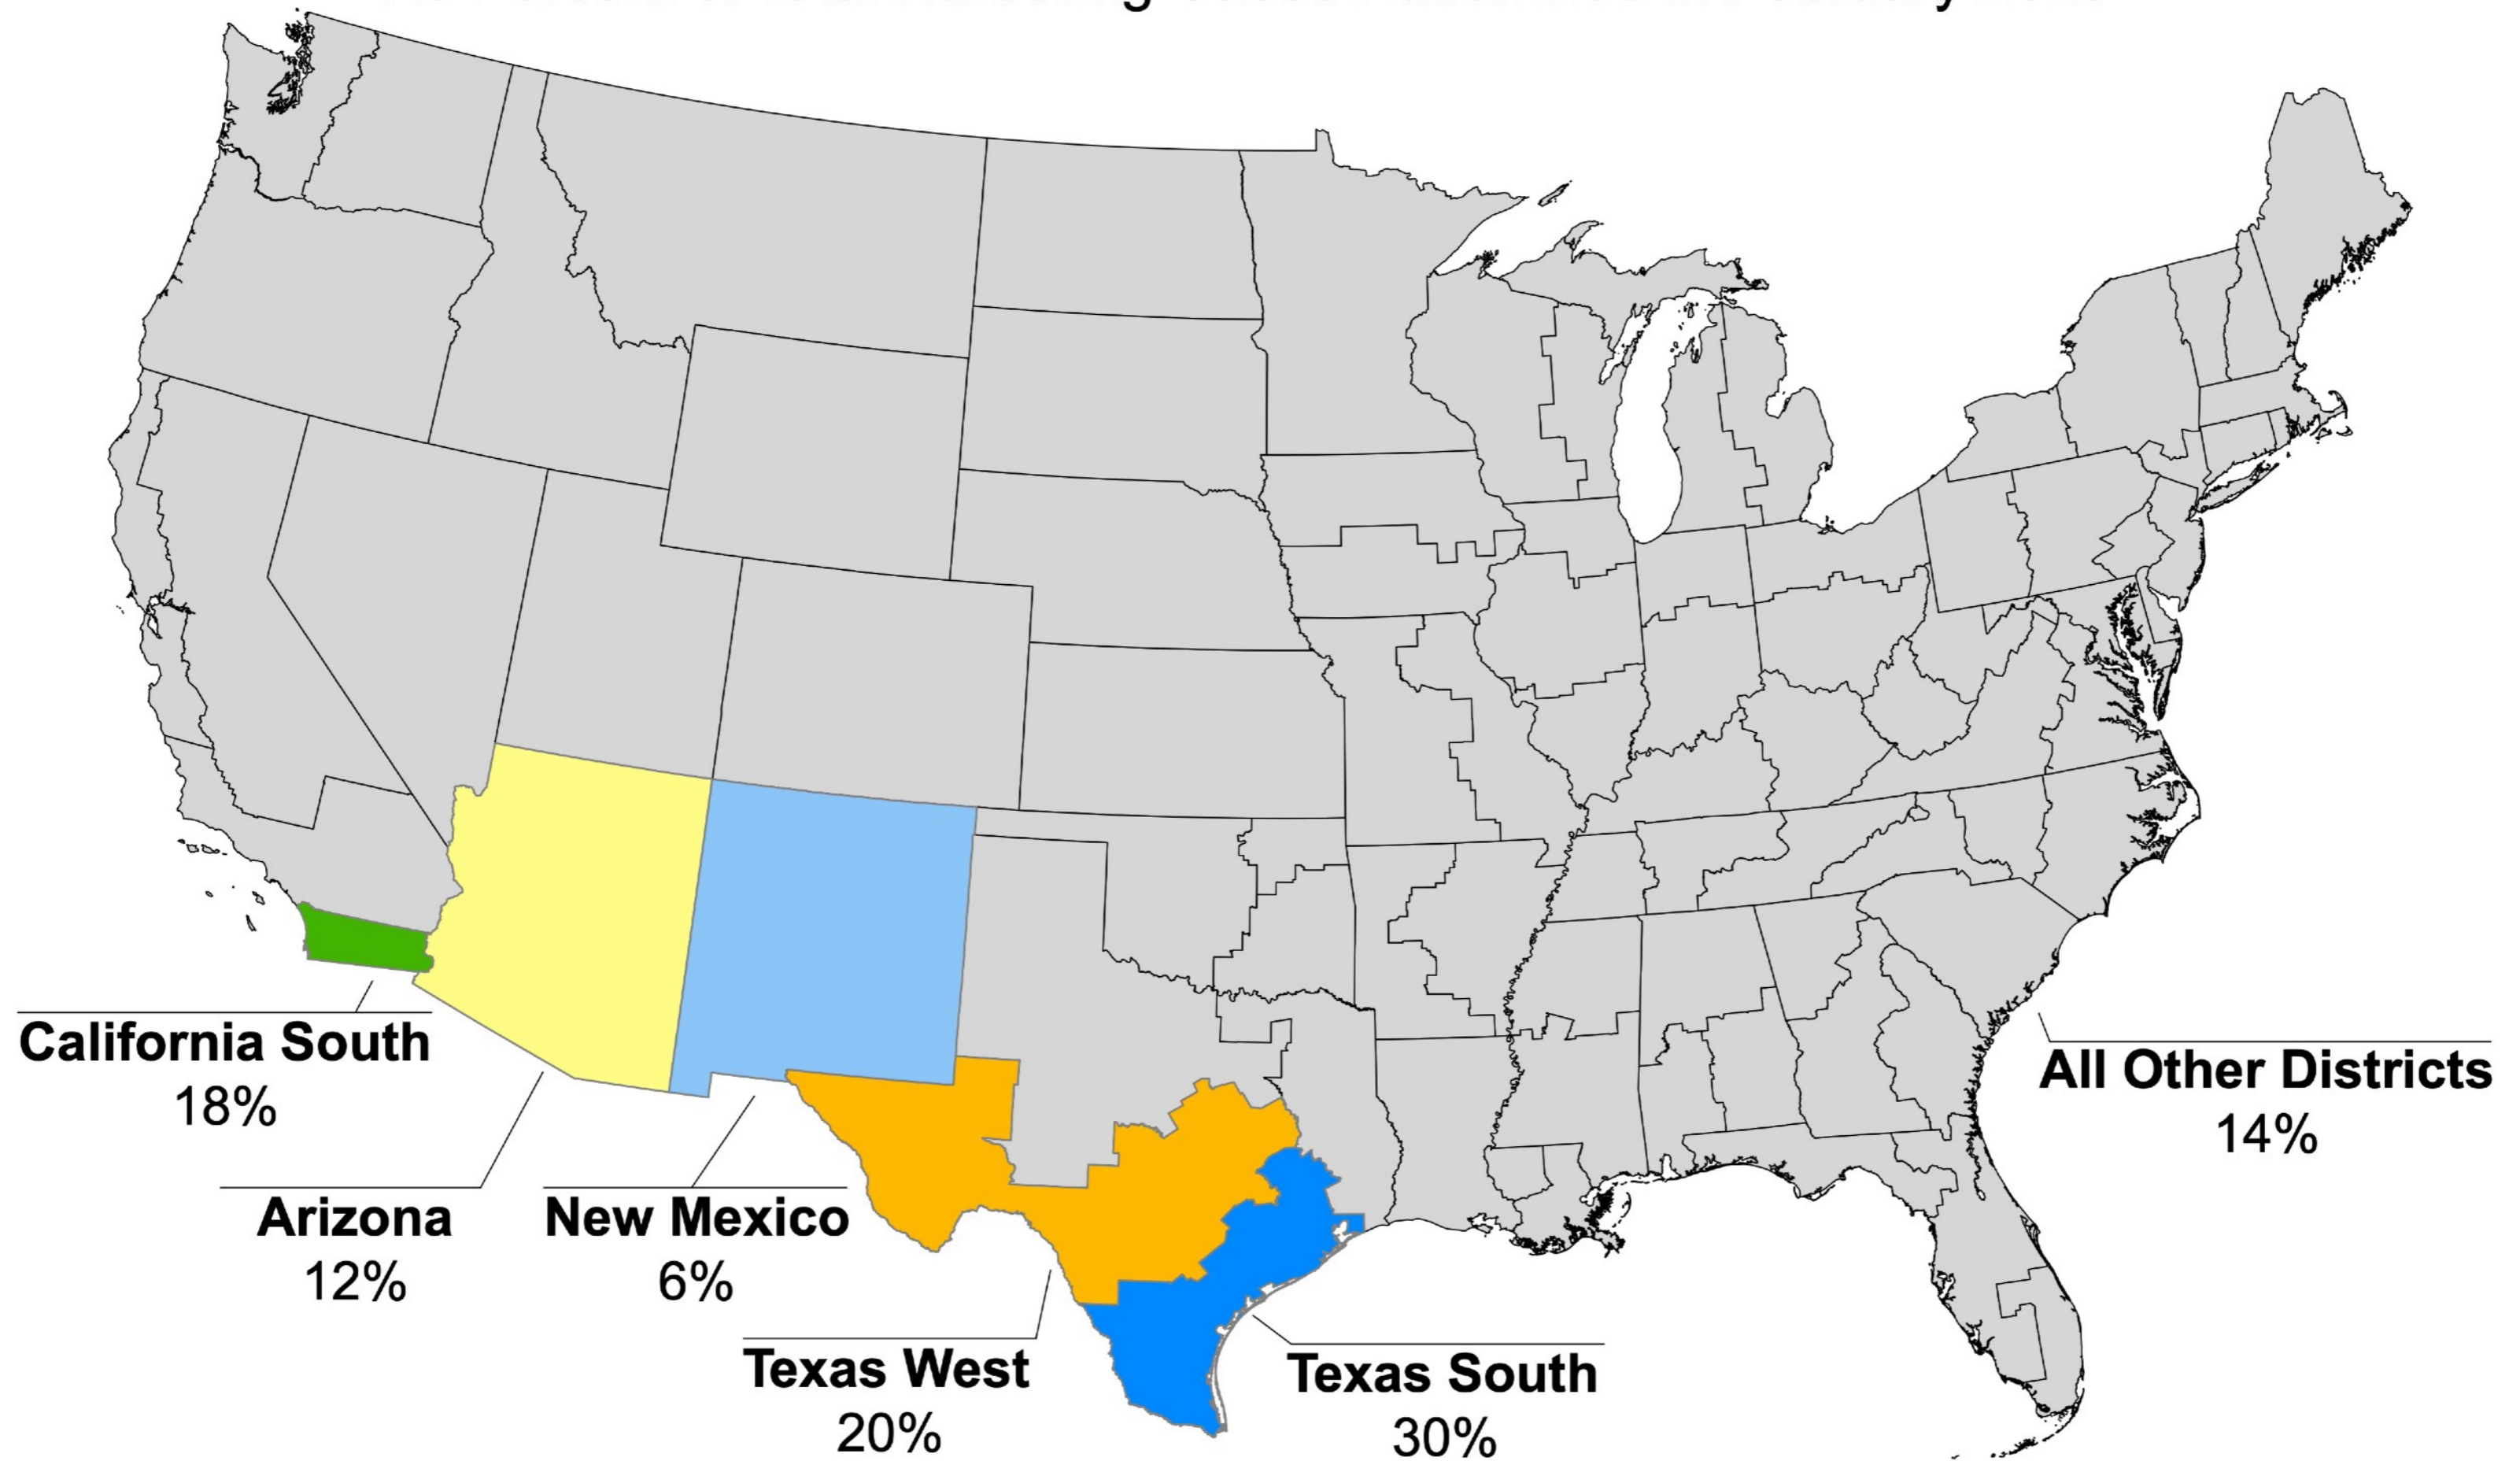 California South
18%
Arizona
12%
New Mexico
6%
Texas West
20%
Texas South
30%
All Other Districts
14%